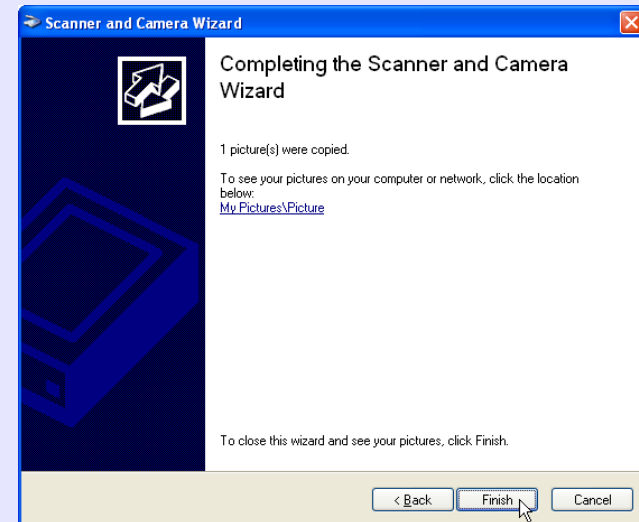 Scanner and Camera Wizard
Completing the Scanner and Camera
Wizard
1 picture(s) were copied.
To see your pictures on your computer or network, click the location
below:
My Pictures\Picture
To close this wizard and see your pictures, click Finish.
< Back Finish Cancel